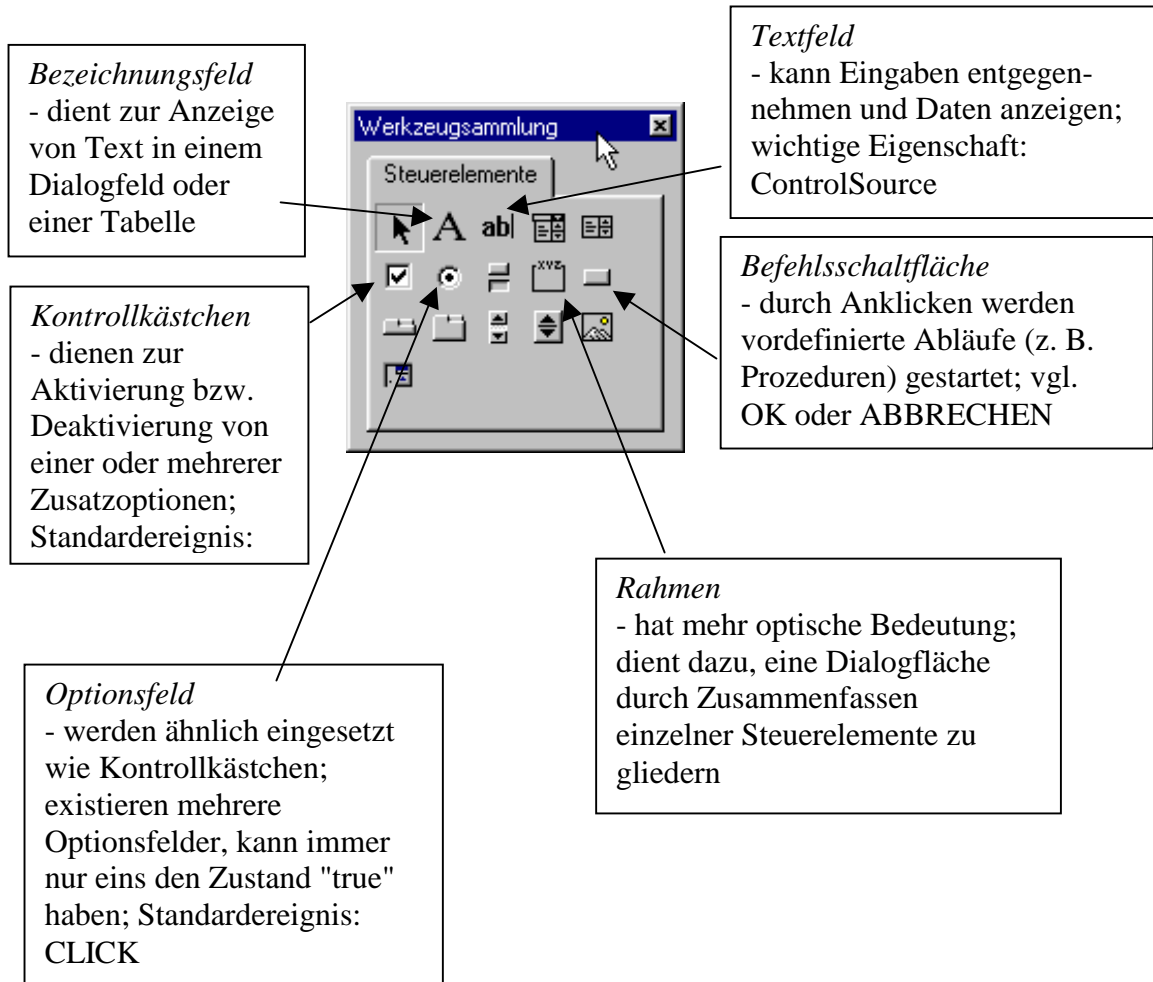 Bezeichnungsfeld
- dient zur Anzeige
von Text in einem
Dialogfeld oder
einer Tabelle
Textfeld
- kann Eingaben entgegen-
nehmen und Daten anzeigen;
wichtige Eigenschaft:
ControlSource
Werkzeugsammlung
Steuerelemente
A ab|
XYZ
Kontrollkästchen
- dienen zur
Aktivierung bzw.
Deaktivierung von
einer oder mehrerer
Zusatzoptionen;
Standardereignis:
Befehlsschaltfläche
- durch Anklicken werden
vordefinierte Abläufe (z. B.
Prozeduren) gestartet; vgl.
OK oder ABBRECHEN
Rahmen
- hat mehr optische Bedeutung;
dient dazu, eine Dialogfläche
durch Zusammenfassen
einzelner Steuerelemente zu
gliedern
Optionsfeld
- werden ähnlich eingesetzt
wie Kontrollkästchen;
existieren mehrere
Optionsfelder, kann immer
nur eins den Zustand "true"
haben; Standardereignis:
CLICK